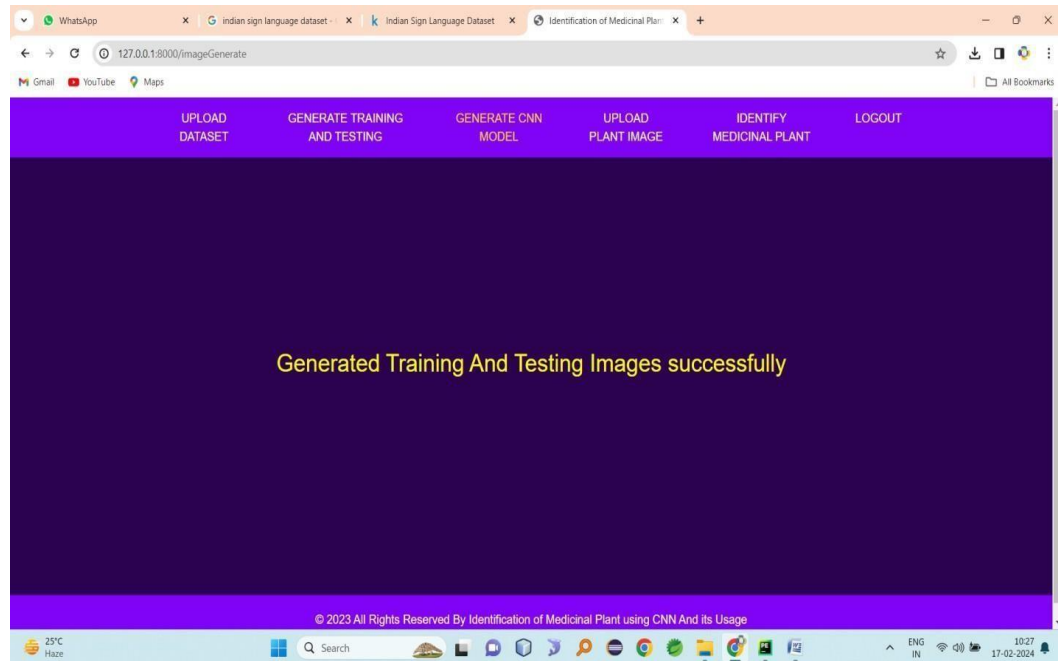 WhatsApp
indian sign language dataset -
Indian Sign Language Dataset
Identification of Medicinal Plan
127.0.0.1:8000/imageGenerate
Gmail
YouTube
Maps
All Bookmarks
UPLOAD
DATASET
GENERATE TRAINING
AND TESTING
GENERATE CNN
MODEL
UPLOAD
PLANT IMAGE
IDENTIFY
MEDICINAL PLANT
LOGOUT
Generated Training And Testing Images successfully
© 2023 All Rights Reserved By Identification of Medicinal Plant using CNN And its Usage
25°C
Haze
Search
ENG
IN
10:27
17-02-2024